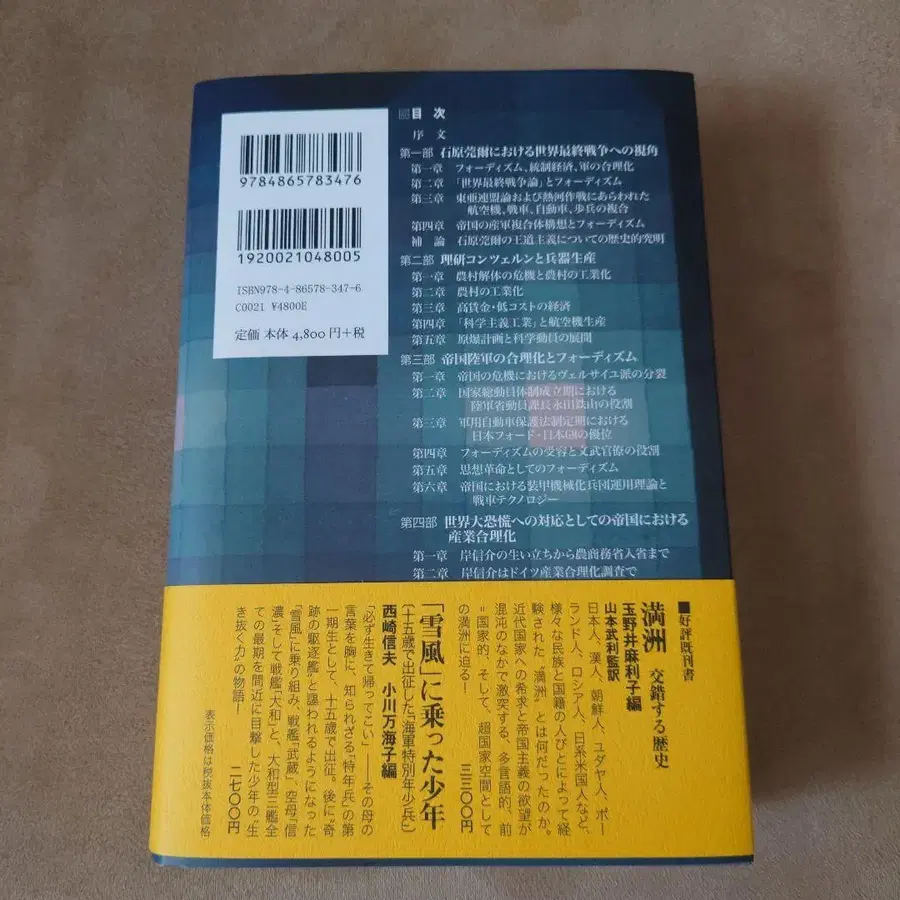 9784865783476
1920021048005
ISBN978-4-86578-347-6
C0021 ¥4800E
定価 本体 4,800円+税
目次
序文
第一部 石原莞爾における世界最終戦争への視角
第一章 フォーディズム、統制経済、軍の合理化
第二章 「世界最終戦争論」とフォーディズム
第三章 東亜連盟論および熱河作戦にあらわれた
航空機、戦車、自動車、歩兵の複合
第四章 帝国の産軍複合体構想とフォーディズム
補論 石原莞爾の王道主義についての歴史的究明
第二部 理研コンツェルンと兵器生産
第一章 農村解体の危機と農村の工業化
第二章 農村の工業化
第三章 高賃金・低コストの経済
第四章 「科学主義工業」と航空機生産
第五章 原爆計画と科学動員の展開
第三部 帝国陸軍の合理化とフォーディズム
第一章 帝国の危機におけるヴェルサイユ派の分裂
第二章 国家総動員体制成立期における
陸軍省動員課長永田鉄山の役割
第三章 軍用自動車保護法制定期における
日本フォード・日本GMの優位
第四章 フォーディズムの受容と文武官僚の役割
第五章 思想革命としてのフォーディズム
第六章 帝国における装甲機械化兵団運用理論と
戦車テクノロジー
第四部 世界大恐慌への対応としての帝国における
産業合理化
第一章 岸信介の生い立ちから農商務省入省まで
第二章 岸信介はドイツ産業合理化調査で
■好評既刊書
満洲 交錯する歴史
玉野井麻利子編
山本武利監訳
日本人、漢人、朝鮮人、ユダヤ人、ポー
ランド人、ロシア人、日系米国人など、
様々な民族と国籍の人びとによって経
験された“満洲”とは何だったのか。
近代国家への希求と帝国主義の欲望が
混沌のなかで激突する、多言語的、前
=国家的、そして、超国家空間として
の満洲に迫る! 三三〇〇円
「雪風」に乗った少年
(十五歳で出征した「海軍特別年少兵」)
西崎信夫 小川万海子編
「必ず生きて帰ってこい」――その母の
言葉を胸に、知られざる「特年兵」の第
一期生として、十五歳で出征。後に“奇
跡の駆逐艦”と謳われるようになった
「雪風」に乗り組み、戦艦「武蔵」、空母「信
濃」そして戦艦「大和」と、大和型三艦全
ての最期を間近に目撃した少年の“生
き抜く力”の物語! 二七〇〇円
表示価格は税抜本体価格